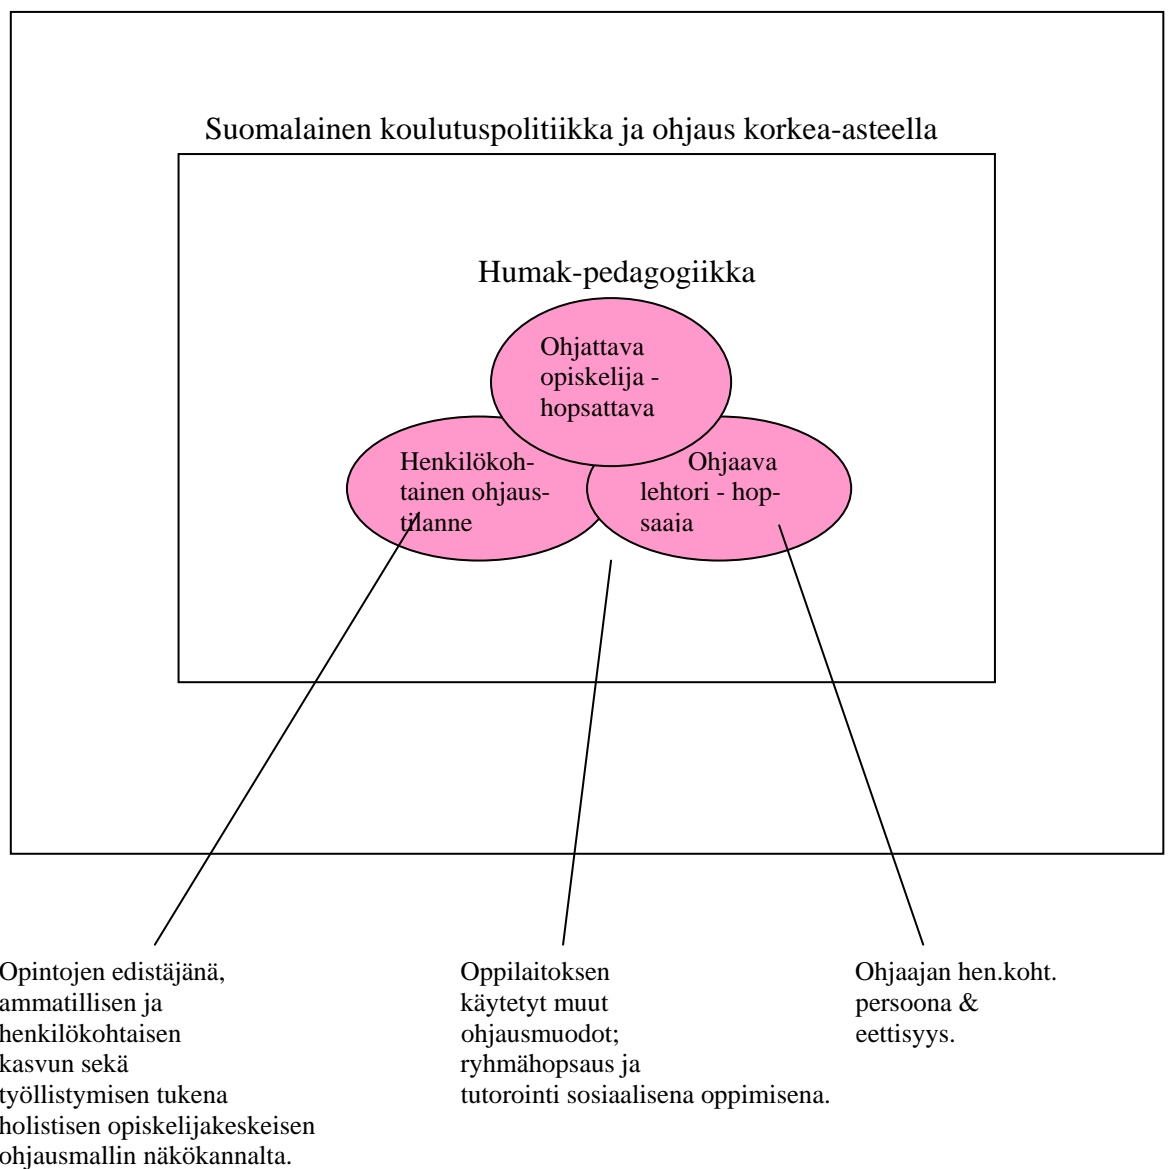 Suomalainen koulutuspolitiikka ja ohjaus korkea-asteella
Humak-pedagogiikka
Ohjattava
opiskelija -
hopsattava
Henkilökoh-
tainen ohjaus-
tilanne
Ohjaava
lehtori - hop-
saaja
Opintojen edistäjänä,
ammatillisen ja
henkilökohtaisen
kasvun sekä
työllistymisen tukena
holistisen opiskelijakeskeisen
ohjausmallin näkökannalta.
Oppilaitoksen
käytetyt muut
ohjausmuodot;
ryhmähopsaus ja
tutorointi sosiaalisena oppimisena.
Ohjaajan hen.koht.
persoona &
eettisyys.